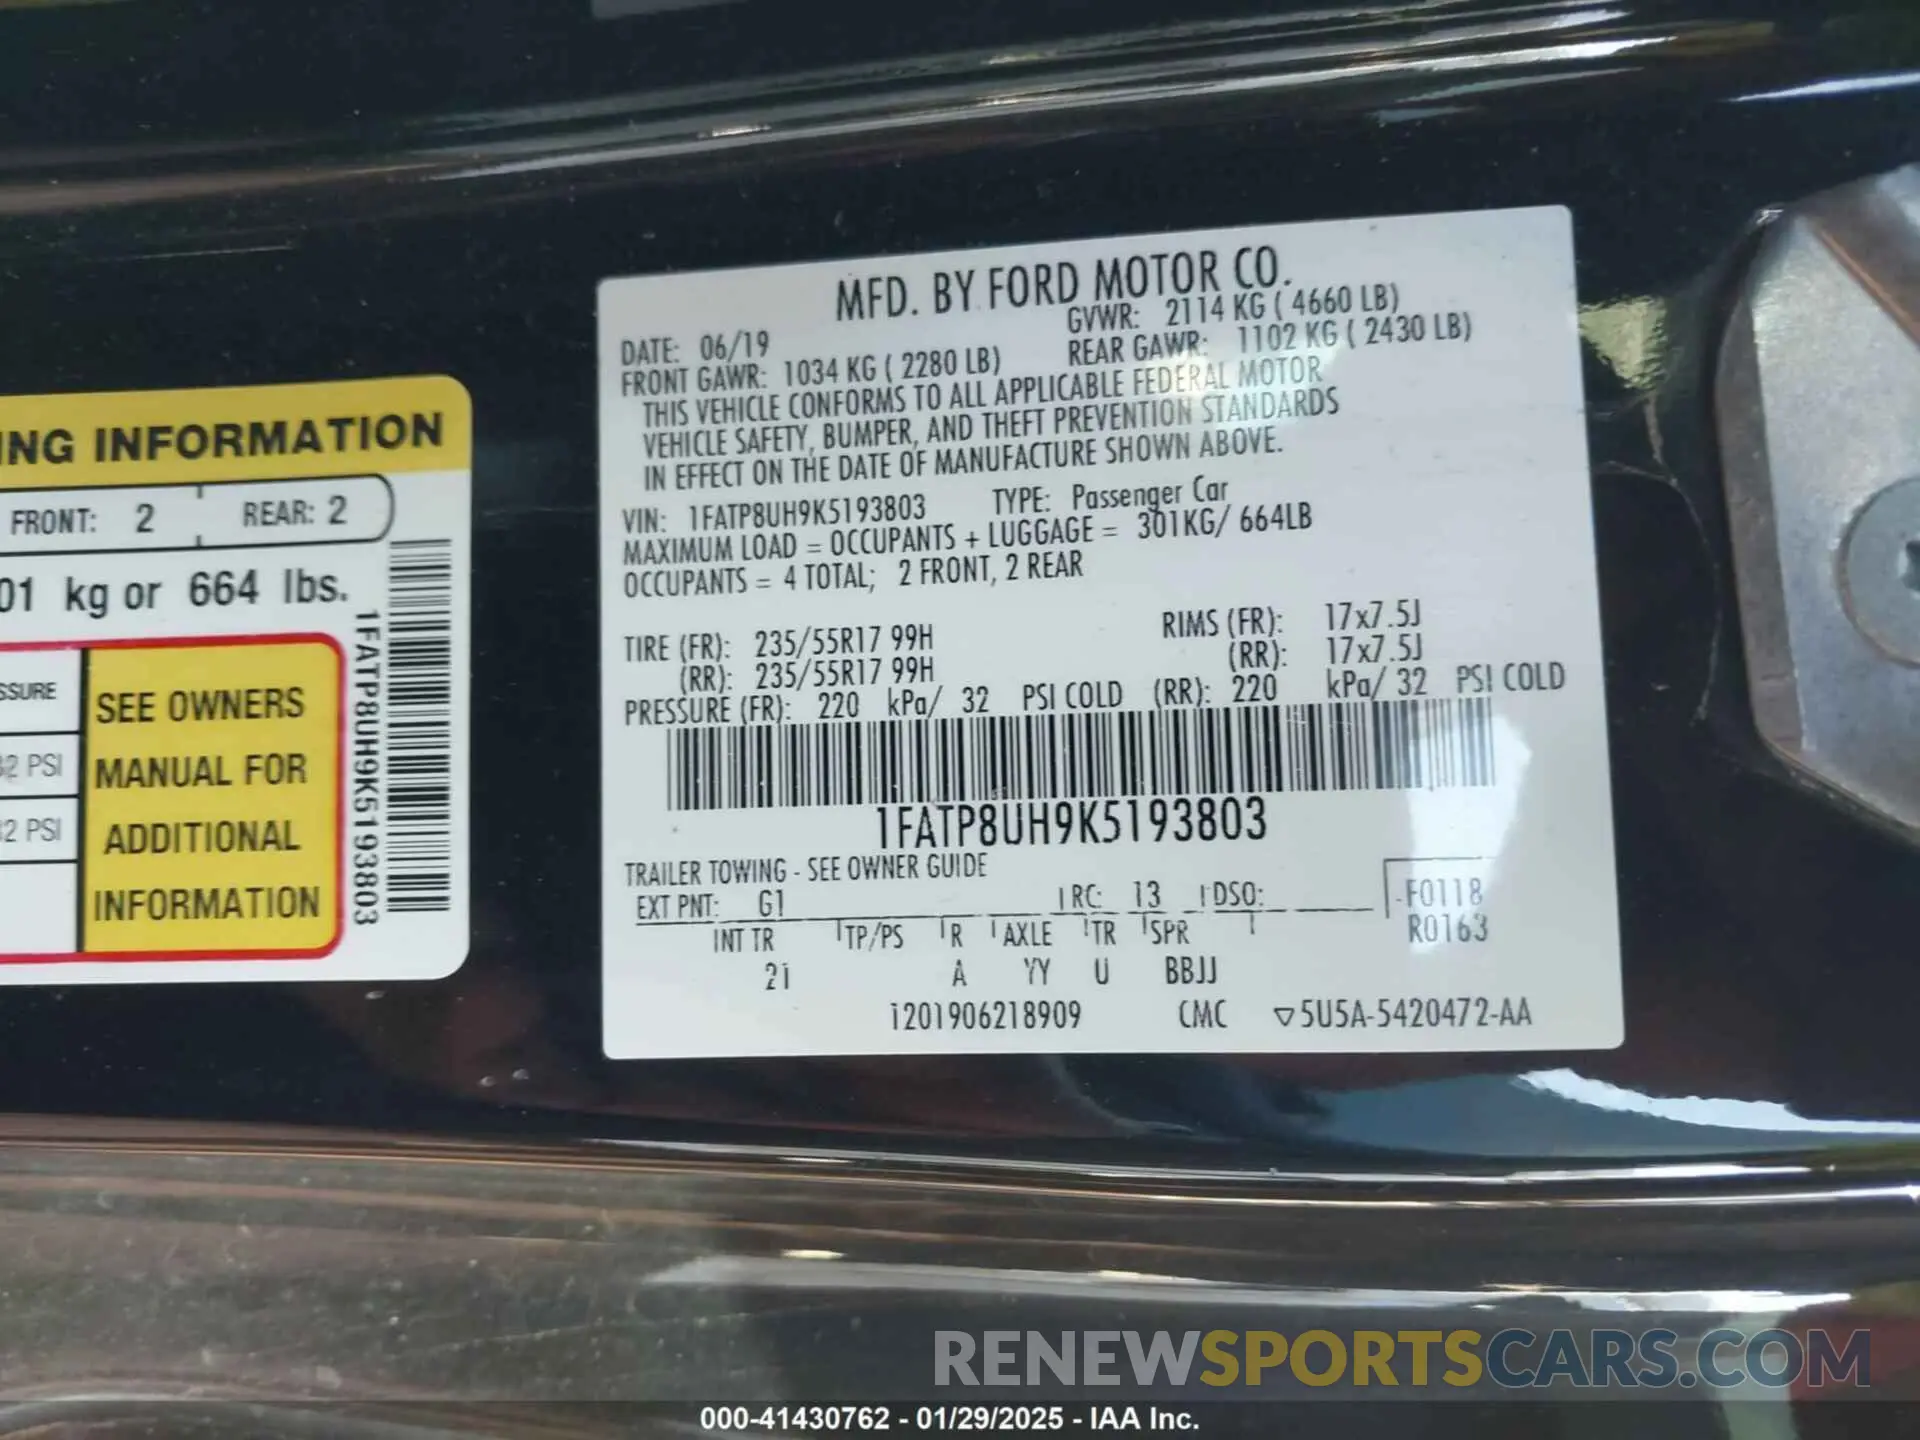 ING INFORMATION
FRONT: 2 REAR: 2
01 kg or 664 lbs.
SSURE
32 PSI
32 PSI
SEE OWNERS
MANUAL FOR
ADDITIONAL
INFORMATION
1FATP8UH9K5193803
MFD. BY FORD MOTOR CO.
DATE: 06/19 GVWR: 2114 KG ( 4660 LB)
FRONT GAWR: 1034 KG ( 2280 LB) REAR GAWR: 1102 KG ( 2430 LB)
THIS VEHICLE CONFORMS TO ALL APPLICABLE FEDERAL MOTOR
VEHICLE SAFETY, BUMPER, AND THEFT PREVENTION STANDARDS
IN EFFECT ON THE DATE OF MANUFACTURE SHOWN ABOVE.
VIN: 1FATP8UH9K5193803 TYPE: Passenger Car
MAXIMUM LOAD = OCCUPANTS + LUGGAGE = 301KG/ 664LB
OCCUPANTS = 4 TOTAL; 2 FRONT, 2 REAR
TIRE (FR): 235/55R17 99H RIMS (FR): 17x7.5J
(RR): 235/55R17 99H (RR): 17x7.5J
PRESSURE (FR): 220 kPa/ 32 PSI COLD (RR): 220 kPa/ 32 PSI COLD
1FATP8UH9K5193803
TRAILER TOWING - SEE OWNER GUIDE
EXT PNT: G1 RC: 13 DSO: F0118
R0163
INT TR TP/PS R AXLE TR SPR
2i A YY U BBJJ
i201906218909 CMC ▽5U5A-5420472-AA
RENEWSPORTSCARS.COM
000-41430762 - 01/29/2025 - IAA Inc.